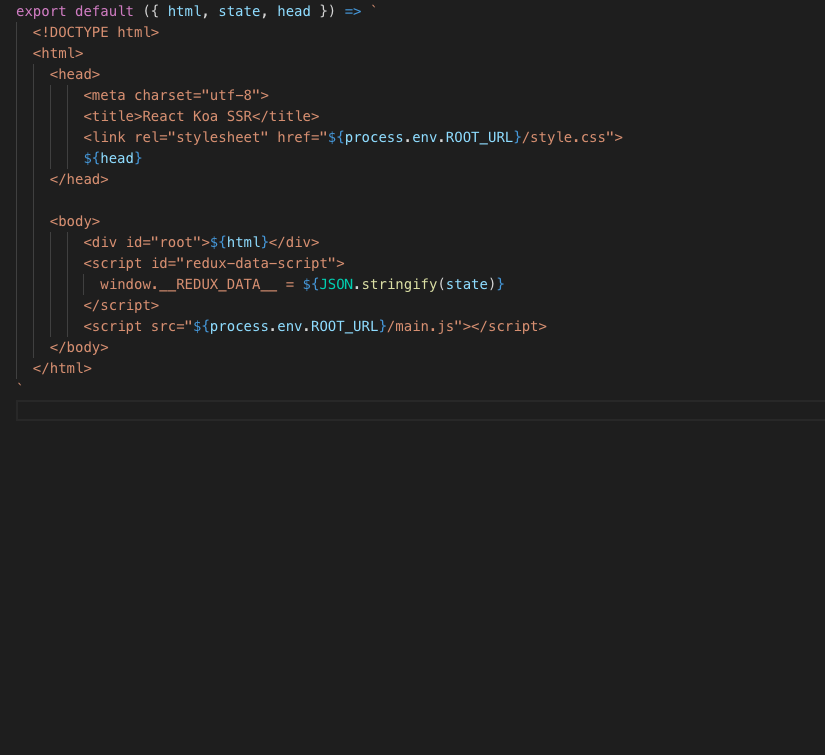 export default ({ html, state, head }) => `
  <!DOCTYPE html>
  <html>
    <head>
        <meta charset="utf-8">
        <title>React Koa SSR</title>
        <link rel="stylesheet" href="${process.env.ROOT_URL}/style.css">
        ${head}
    </head>

    <body>
        <div id="root">${html}</div>
        <script id="redux-data-script">
          window.__REDUX_DATA__ = ${JSON.stringify(state)}
        </script>
        <script src="${process.env.ROOT_URL}/main.js"></script>
    </body>
  </html>
`